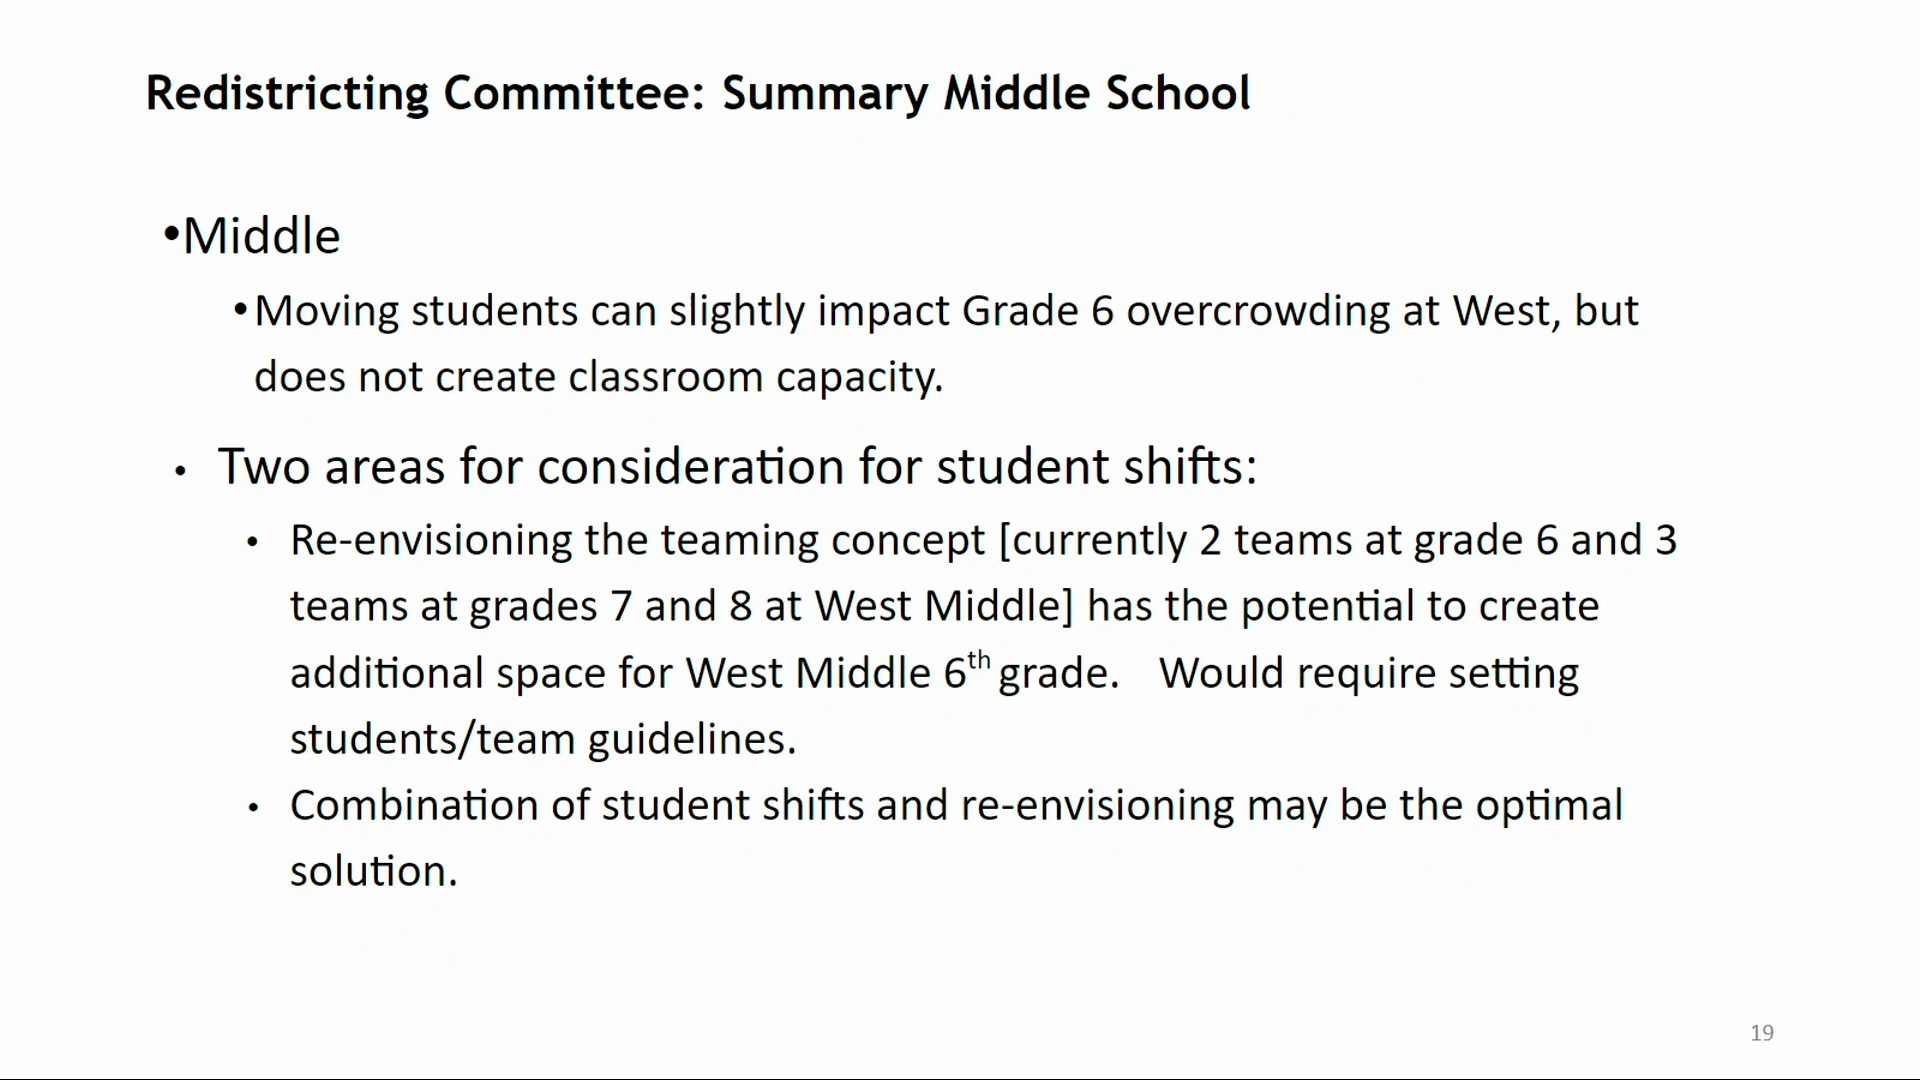 Redistricting Committee: Summary Middle School
•Middle
•Moving students can slightly impact Grade 6 overcrowding at West, but
does not create classroom capacity.
• Two areas for consideration for student shifts:
• Re-envisioning the teaming concept [currently 2 teams at grade 6 and 3
teams at grades 7 and 8 at West Middle] has the potential to create
additional space for West Middle 6th grade. Would require setting
students/team guidelines.
• Combination of student shifts and re-envisioning may be the optimal
solution.
19